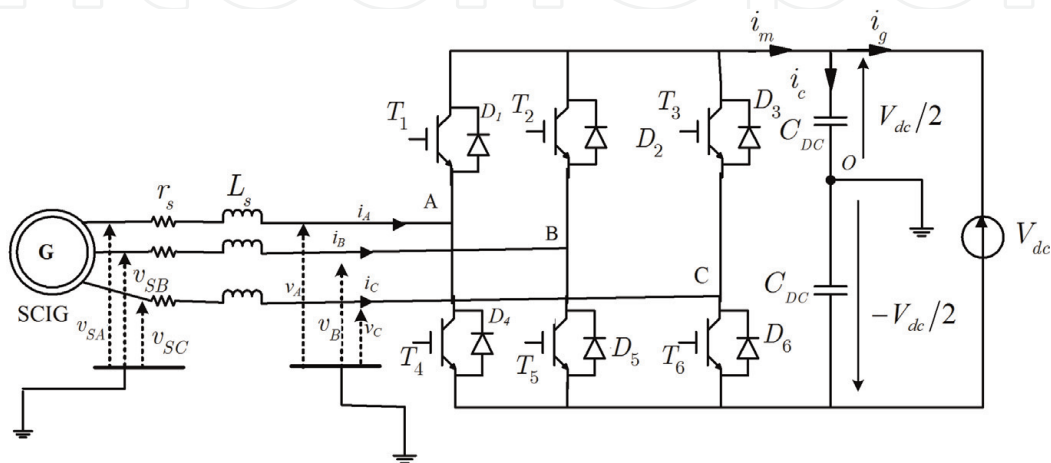 i_m
i_g
T_1
D_1
T_2
T_3
D_3
D_2
i_c
C_DC
V_dc/2
O
r_s
L_s
i_A
A
G
i_B
B
V_dc
SCIG
v_SB
i_C
C
C_DC
-V_dc/2
v_SA
v_SC
v_A
v_B
v_C
T_4
D_4
T_5
D_5
T_6
D_6